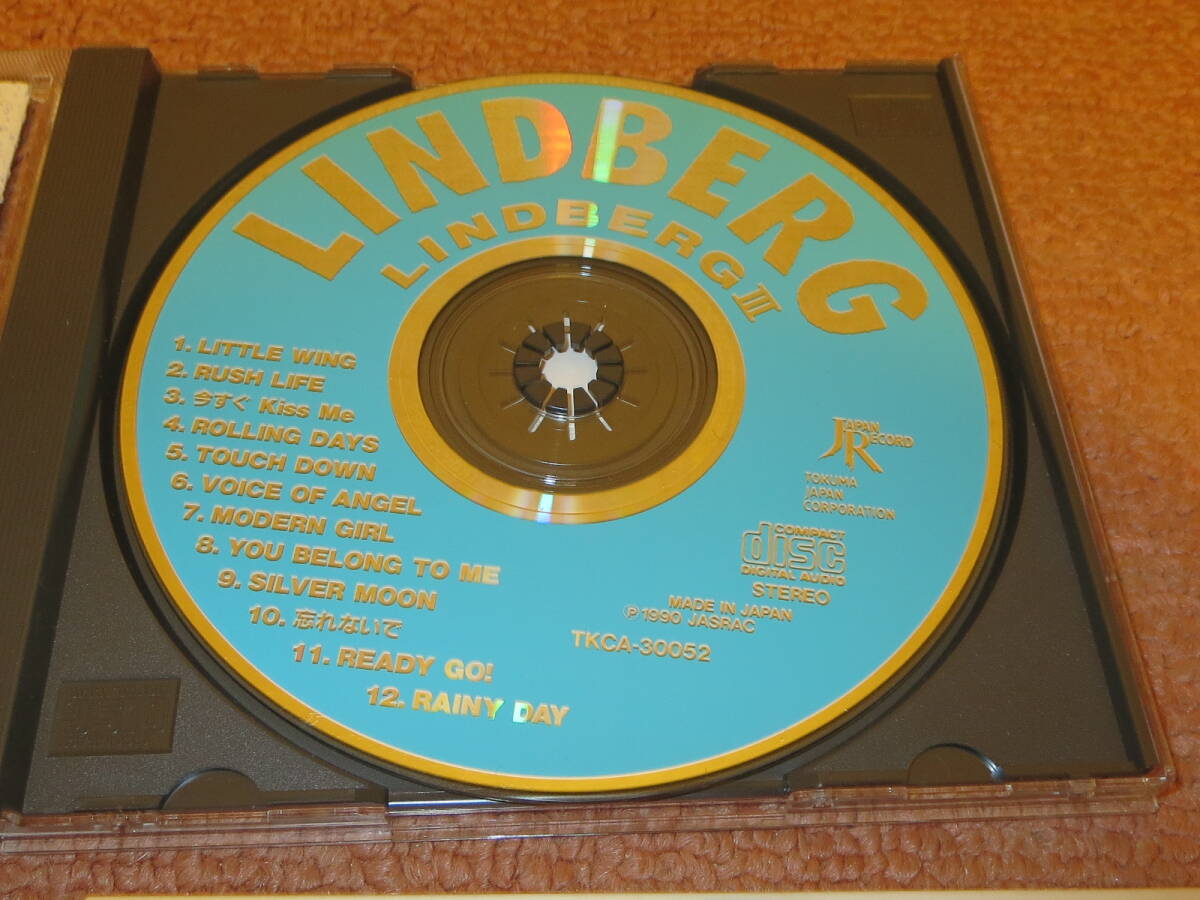 LINDBERG
LINDBERG III
1. LITTLE WING
2. RUSH LIFE
3. 今すぐ Kiss Me
4. ROLLING DAYS
5. TOUCH DOWN
6. VOICE OF ANGEL
7. MODERN GIRL
8. YOU BELONG TO ME
9. SILVER MOON
10. 忘れないで
11. READY GO!
12. RAINY DAY
JAPAN
RECORD
TOKUMA
JAPAN
CORPORATION
COMPACT
disc
DIGITAL AUDIO
STEREO
MADE IN JAPAN
℗1990 JASRAC
TKCA-30052